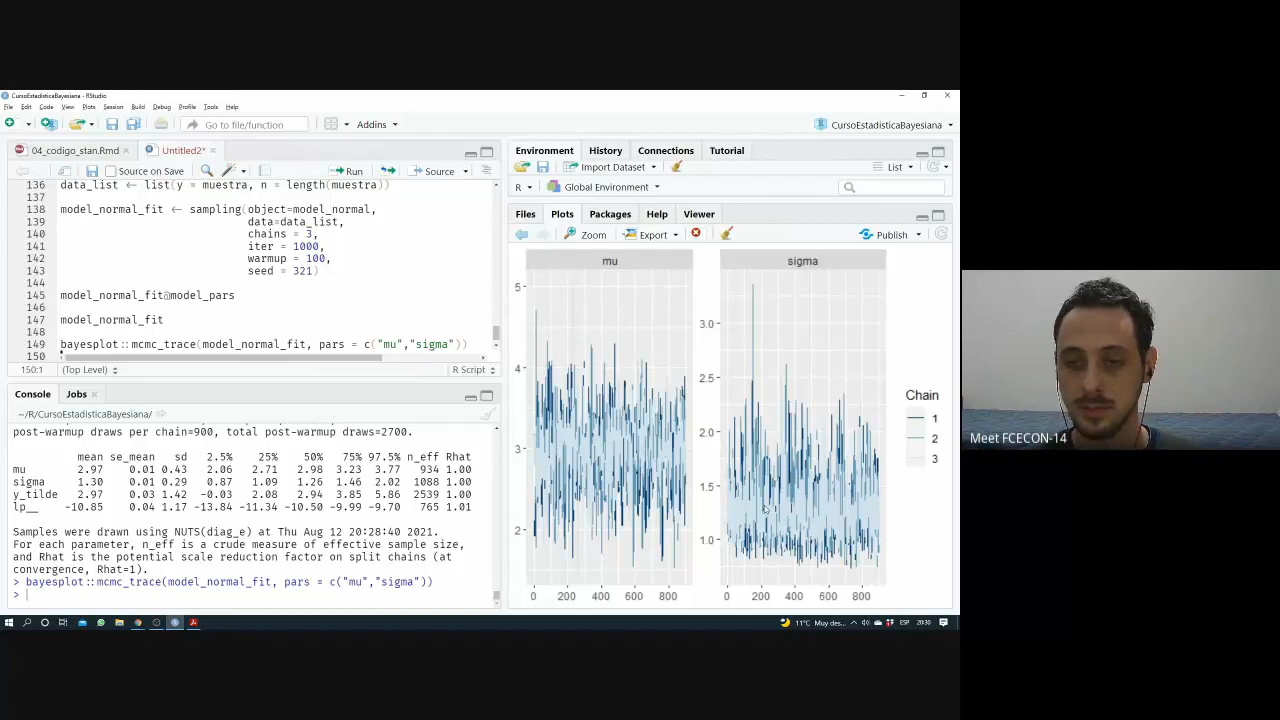 CursoEstadisticaBayesiana - RStudio
File Edit Code View Plots Session Build Debug Profile Tools Help
Go to file/function
Addins
CursoEstadisticaBayesiana
04_codigo_stan.Rmd
Untitled2*
Source on Save
Run
Source
136 data_list ← list(y = muestra, n = length(muestra))
137
138 model_normal_fit ← sampling(object=model_normal,
139 data=data_list,
140 chains = 3,
141 iter = 1000,
142 warmup = 100,
143 seed = 321)
144
145 model_normal_fit@model_pars
146
147 model_normal_fit
148
149 bayesplot::mcmc_trace(model_normal_fit, pars = c("mu","sigma"))
150
150:1 (Top Level) R Script
Console Jobs
~/R/CursoEstadisticaBayesiana/
post-warmup draws per chain=900, total post-warmup draws=2700.
mean se_mean sd 2.5% 25% 50% 75% 97.5% n_eff Rhat
mu 2.97 0.01 0.43 2.06 2.71 2.98 3.23 3.77 934 1.00
sigma 1.30 0.01 0.29 0.87 1.09 1.26 1.46 2.00 1088 1.00
y_tilde 2.97 0.03 1.42 -0.03 2.08 2.94 3.85 5.86 2539 1.00
lp__ -10.85 0.04 1.17 -13.84 -11.34 -10.50 -9.99 -9.70 765 1.01
Samples were drawn using NUTS(diag_e) at Thu Aug 12 20:28:40 2021.
For each parameter, n_eff is a crude measure of effective sample size,
and Rhat is the potential scale reduction factor on split chains (at
convergence, Rhat=1).
> bayesplot::mcmc_trace(model_normal_fit, pars = c("mu","sigma"))
>
Environment History Connections Tutorial
Import Dataset
List
R Global Environment
Files Plots Packages Help Viewer
Zoom Export Publish
mu
sigma
5
4
3
2
0 200 400 600 800
3.0
2.5
2.0
1.5
1.0
0 200 400 600 800
Chain
1
2
3
11°C Muy des... ESP 20:30
Meet FCECON-14